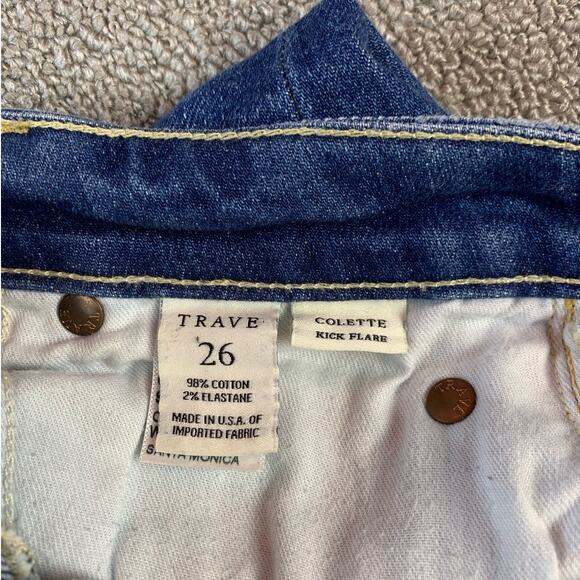 TRAVE
26
98% COTTON
2% ELASTANE
MADE IN U.S.A. OF
IMPORTED FABRIC
SANTA MONICA
COLETTE
KICK FLARE
TRAVE
TRAVE